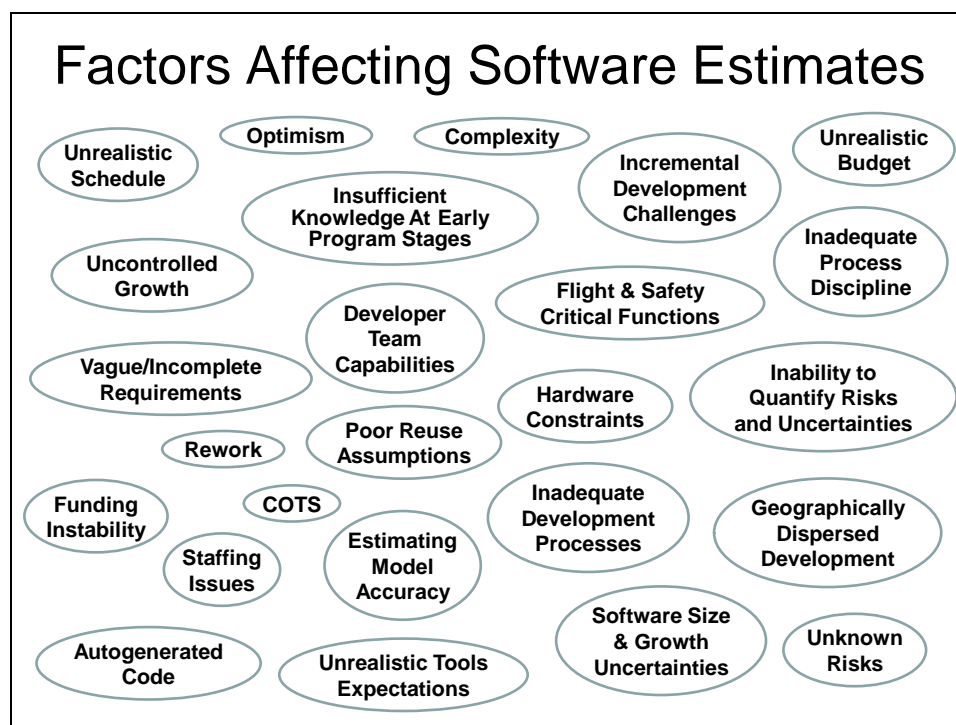 Factors Affecting Software Estimates
Optimism
Complexity
Unrealistic
Schedule
Unrealistic
Budget
Incremental
Development
Challenges
Insufficient
Knowledge At Early
Program Stages
Inadequate
Process
Discipline
Uncontrolled
Growth
Flight & Safety
Critical Functions
Developer
Team
Capabilities
Vague/Incomplete
Requirements
Inability to
Quantify Risks
and Uncertainties
Hardware
Constraints
Rework
Poor Reuse
Assumptions
Funding
Instability
COTS
Inadequate
Development
Processes
Geographically
Dispersed
Development
Staffing
Issues
Estimating
Model
Accuracy
Software Size
& Growth
Uncertainties
Unknown
Risks
Autogenerated
Code
Unrealistic Tools
Expectations